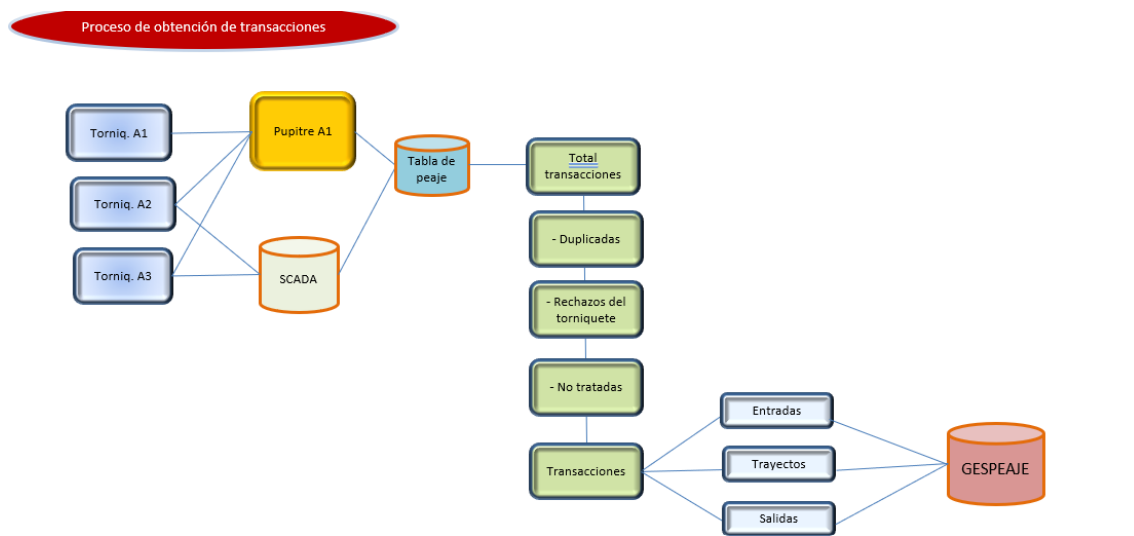 Proceso de obtención de transacciones
Torniq. A1
Torniq. A2
Torniq. A3
Pupitre A1
SCADA
Tabla de
peaje
Total
transacciones
- Duplicadas
- Rechazos del
torniquete
- No tratadas
Transacciones
Entradas
Trayectos
Salidas
GESPEAJE